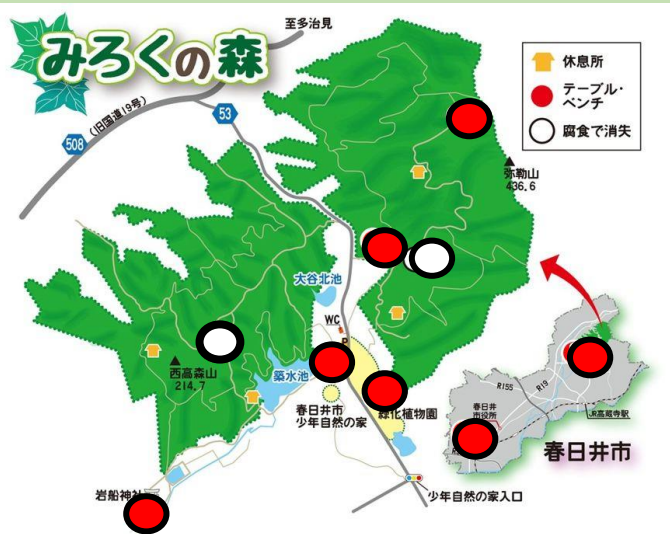 みろくの森
至多治見
(旧国道19号)
53
508
休息所
テーブル・
ベンチ
腐食で消失
弥勒山
436.6
大谷北池
WC
P
西高森山
214.7
築水池
春日井市
少年自然の家
緑化植物園
岩船神社
少年自然の家入口
R155
R19
春日井
市役所
JR高蔵寺駅
春日井市